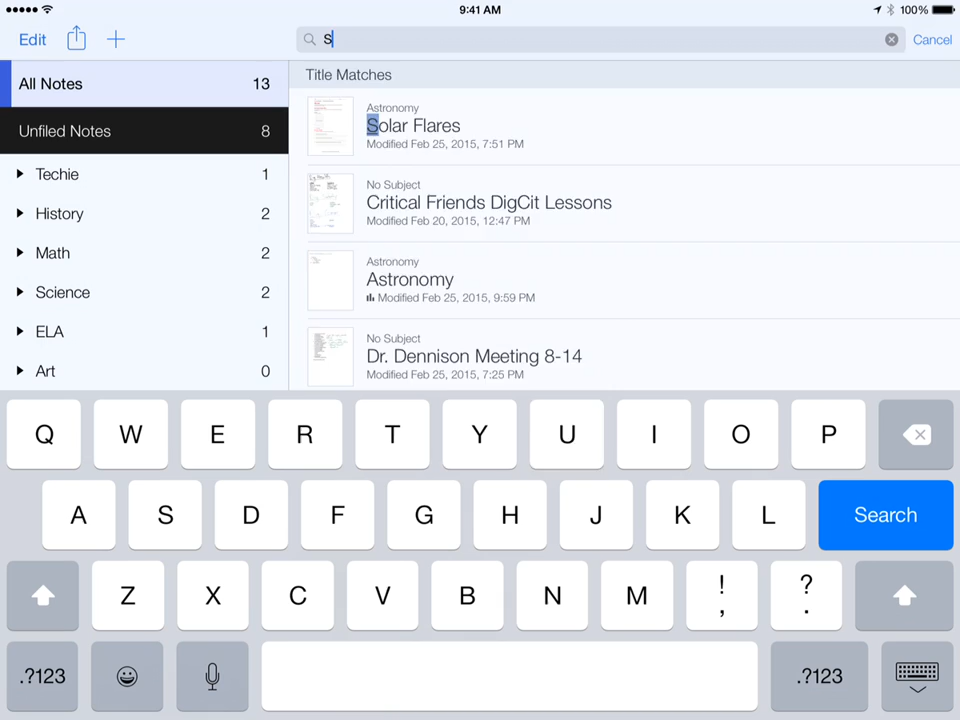 9:41 AM
100%
Edit
S
Cancel
All Notes 13
Unfiled Notes 8
Techie 1
History 2
Math 2
Science 2
ELA 1
Art 0
Title Matches
Astronomy
Solar Flares
Modified Feb 25, 2015, 7:51 PM
No Subject
Critical Friends DigCit Lessons
Modified Feb 20, 2015, 12:47 PM
Astronomy
Astronomy
Modified Feb 25, 2015, 9:59 PM
No Subject
Dr. Dennison Meeting 8-14
Modified Feb 25, 2015, 7:25 PM
Q W E R T Y U I O P
A S D F G H J K L Search
Z X C V B N M ! , ? .
.?123 .?123